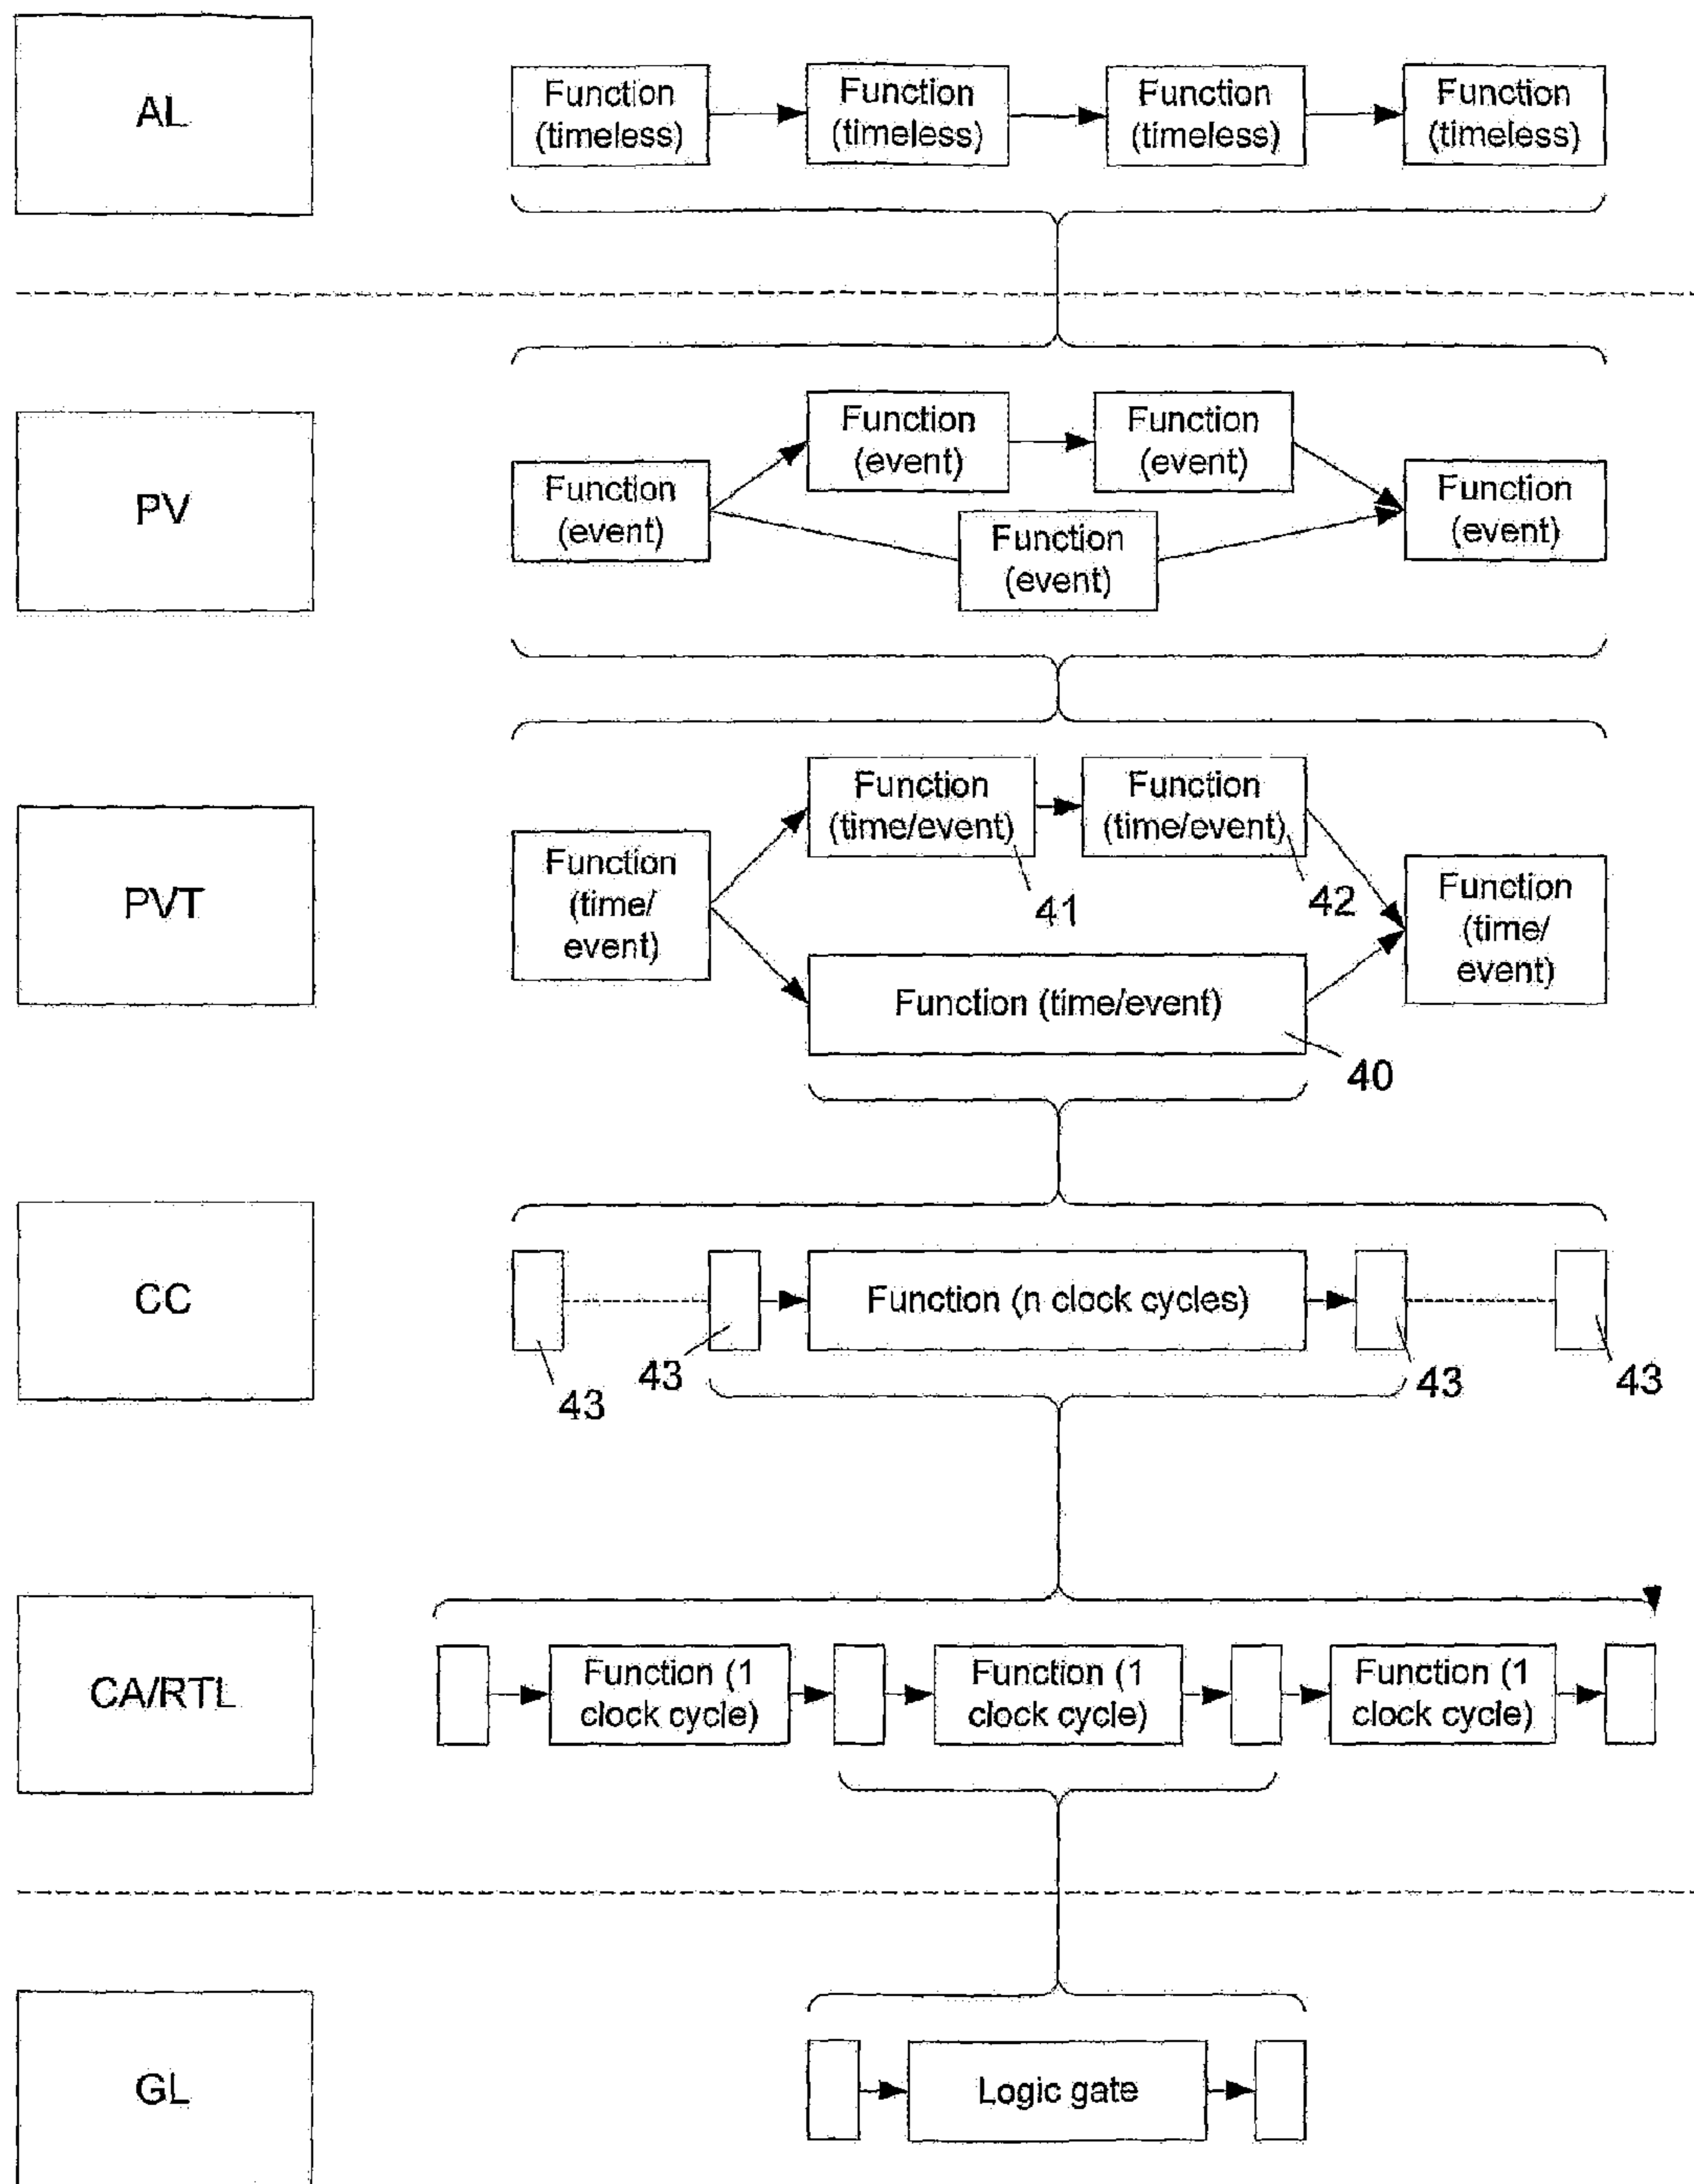 AL
Function
(timeless)
Function
(timeless)
Function
(timeless)
Function
(timeless)
PV
Function
(event)
Function
(event)
Function
(event)
Function
(event)
Function
(event)
PVT
Function
(time/
event)
Function
(time/event)
41
Function
(time/event)
42
Function
(time/
event)
Function (time/event)
40
CC
43
43
Function (n clock cycles)
43
43
CA/RTL
Function (1
clock cycle)
Function (1
clock cycle)
Function (1
clock cycle)
GL
Logic gate